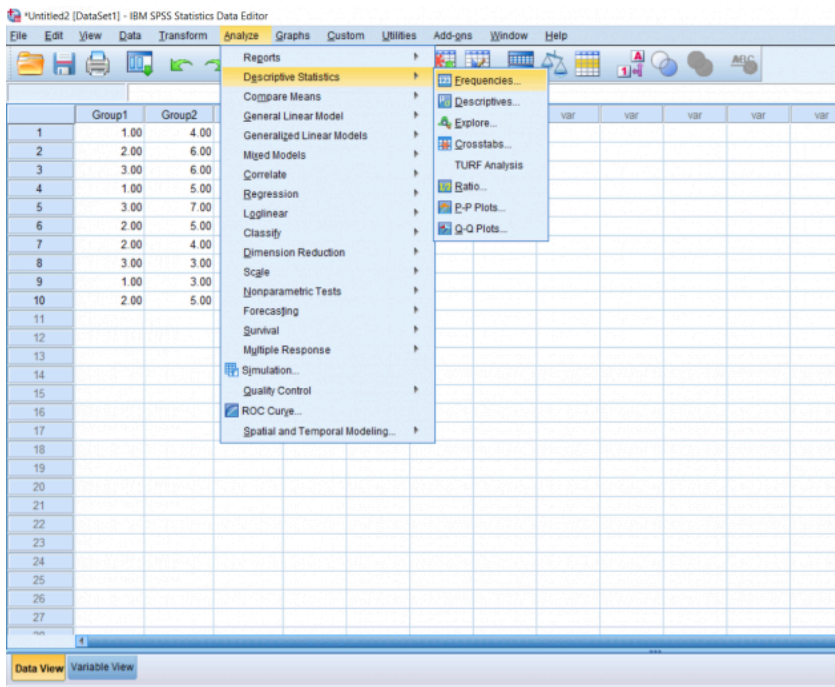 *Untitled2 [DataSet1] - IBM SPSS Statistics Data Editor
File Edit View Data Transform Analyze Graphs Custom Utilities Add-ons Window Help
Reports
Descriptive Statistics
Compare Means
General Linear Model
Generalized Linear Models
Mixed Models
Correlate
Regression
Loglinear
Classify
Dimension Reduction
Scale
Nonparametric Tests
Forecasting
Survival
Multiple Response
Simulation...
Quality Control
ROC Curve...
Spatial and Temporal Modeling...
Frequencies...
Descriptives...
Explore...
Crosstabs...
TURF Analysis
Ratio...
P-P Plots...
Q-Q Plots...
Group1 Group2 var var var var var
1 1.00 4.00
2 2.00 6.00
3 3.00 6.00
4 1.00 5.00
5 3.00 7.00
6 2.00 5.00
7 2.00 4.00
8 3.00 3.00
9 1.00 3.00
10 2.00 5.00
11
12
13
14
15
16
17
18
19
20
21
22
23
24
25
26
27
Data View Variable View